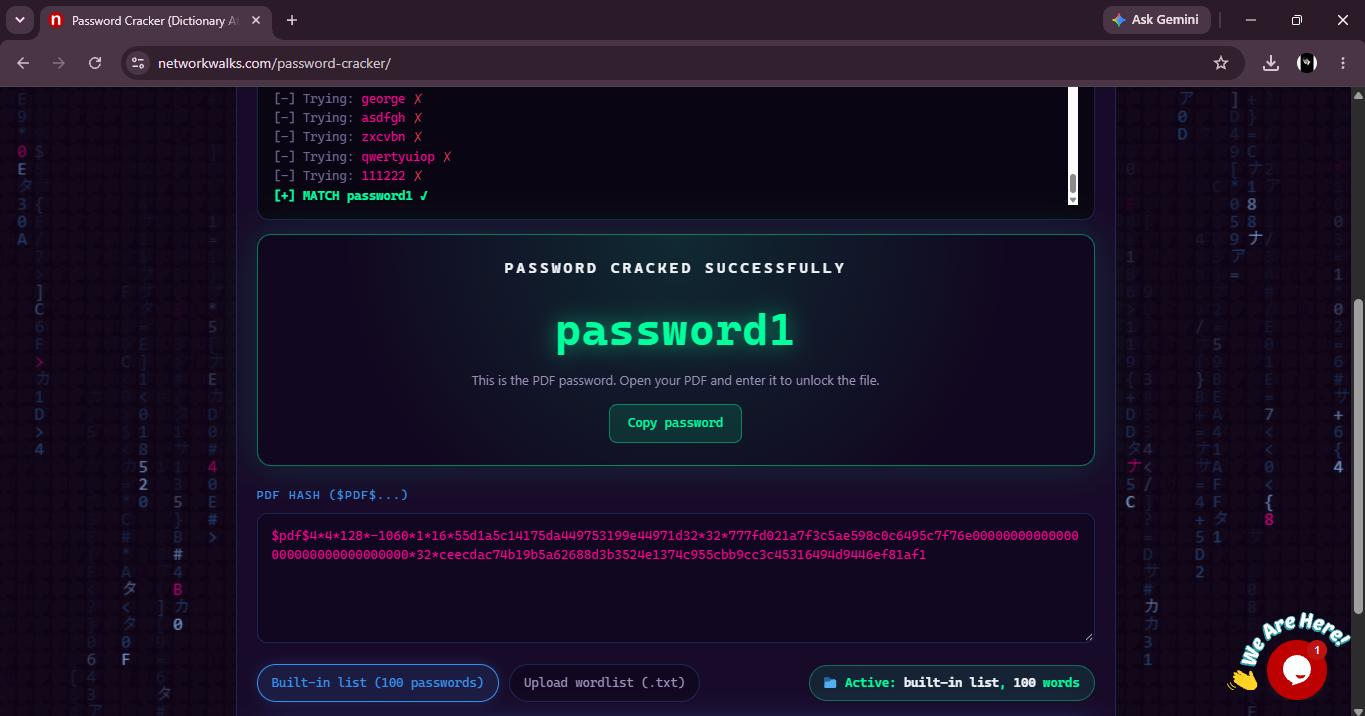 Password Cracker (Dictionary At
Ask Gemini
networkwalks.com/password-cracker/
[-] Trying: george ✗
[-] Trying: asdfgh ✗
[-] Trying: zxcvbn ✗
[-] Trying: qwertyuiop ✗
[-] Trying: 111222 ✗
[+] MATCH password1 ✓
PASSWORD CRACKED SUCCESSFULLY
password1
This is the PDF password. Open your PDF and enter it to unlock the file.
Copy password
PDF HASH ($PDF$...)
$pdf$4*4*128*-1060*1*16*55d1a5c14175da449753199e44971d32*32*777fd021a7f3c5ae598c0c6495c7f76e00000000000000
000000000000000000*32*ceecdac74b19b5a62688d3b3524e1374c955cbb9cc3c45316494d9446ef81af1
We Are Here!
1
Built-in list (100 passwords)
Upload wordlist (.txt)
Active: built-in list, 100 words